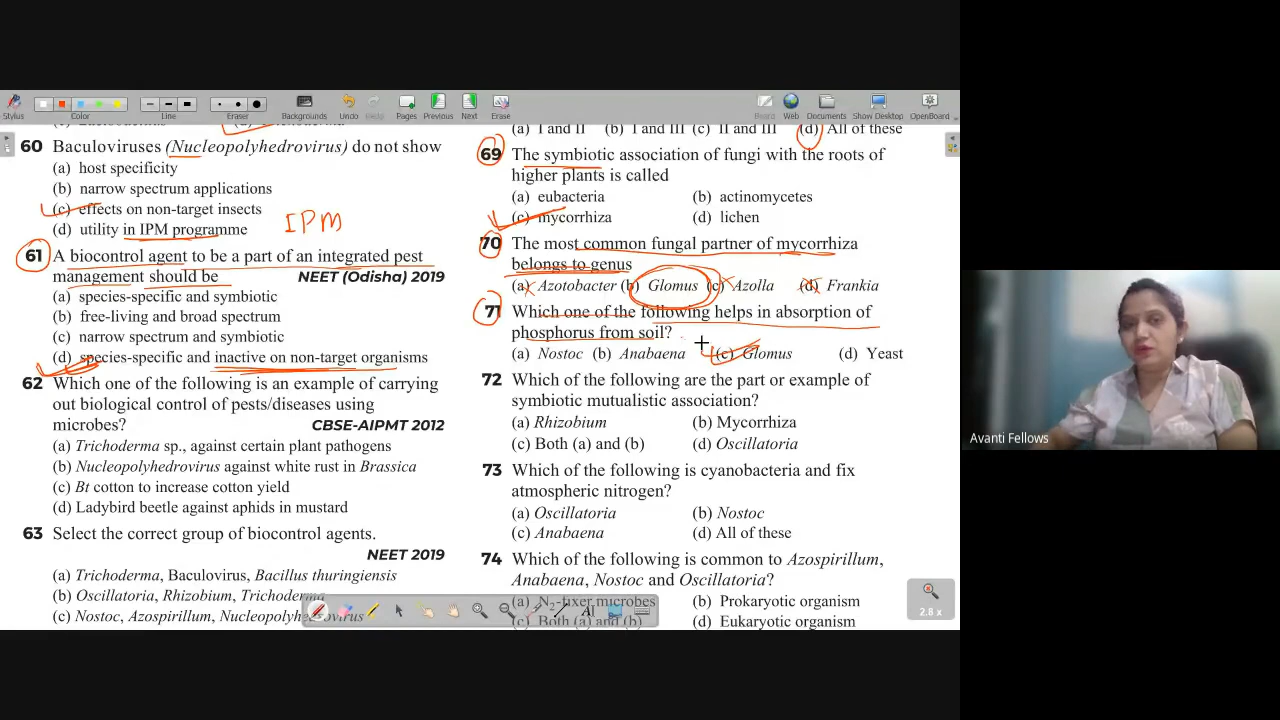 Stylus
Color
Line
Eraser
Backgrounds
Undo
Redo
Pages
Previous
Next
Erase
Board
Web
Documents
Show Desktop
OpenBoard
60 Baculoviruses (Nucleopolyhedrovirus) do not show
(a) host specificity
(b) narrow spectrum applications
(c) effects on non-target insects
(d) utility in IPM programme
IPM
61 A biocontrol agent to be a part of an integrated pest
management should be NEET (Odisha) 2019
(a) species-specific and symbiotic
(b) free-living and broad spectrum
(c) narrow spectrum and symbiotic
(d) species-specific and inactive on non-target organisms
62 Which one of the following is an example of carrying
out biological control of pests/diseases using
microbes? CBSE-AIPMT 2012
(a) Trichoderma sp., against certain plant pathogens
(b) Nucleopolyhedrovirus against white rust in Brassica
(c) Bt cotton to increase cotton yield
(d) Ladybird beetle against aphids in mustard
63 Select the correct group of biocontrol agents.
NEET 2019
(a) Trichoderma, Baculovirus, Bacillus thuringiensis
(b) Oscillatoria, Rhizobium, Trichoderma
(c) Nostoc, Azospirillum, Nucleopolyhedrovirus
(a) I and II (b) I and III (c) II and III (d) All of these
69 The symbiotic association of fungi with the roots of
higher plants is called
(a) eubacteria (b) actinomycetes
(c) mycorrhiza (d) lichen
70 The most common fungal partner of mycorrhiza
belongs to genus
(a) Azotobacter (b) Glomus (c) Azolla (d) Frankia
71 Which one of the following helps in absorption of
phosphorus from soil?
(a) Nostoc (b) Anabaena (c) Glomus (d) Yeast
72 Which of the following are the part or example of
symbiotic mutualistic association?
(a) Rhizobium (b) Mycorrhiza
(c) Both (a) and (b) (d) Oscillatoria
73 Which of the following is cyanobacteria and fix
atmospheric nitrogen?
(a) Oscillatoria (b) Nostoc
(c) Anabaena (d) All of these
74 Which of the following is common to Azospirillum,
Anabaena, Nostoc and Oscillatoria?
(a) N2-fixer microbes (b) Prokaryotic organism
(c) Both (a) and (b) (d) Eukaryotic organism
2.8 x
Avanti Fellows